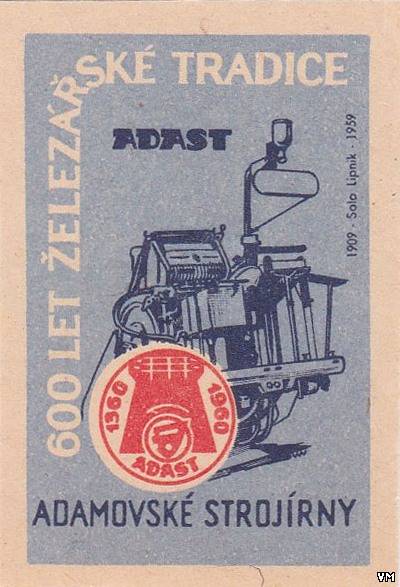 600 LET ŽELEZÁŘSKÉ TRADICE
ADAST
1909 - Solo Lipník - 1959
1360 1960
ADAST
ADAMOVSKÉ STROJÍRNY
VM